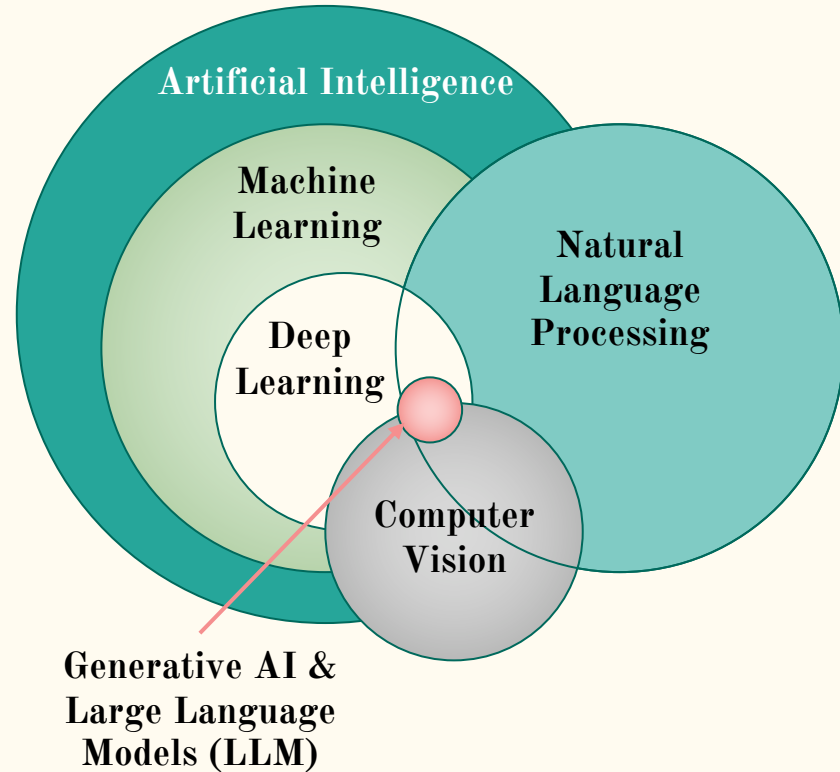 Artificial Intelligence
Machine
Learning
Natural
Language
Processing
Deep
Learning
Computer
Vision
Generative AI &
Large Language
Models (LLM)